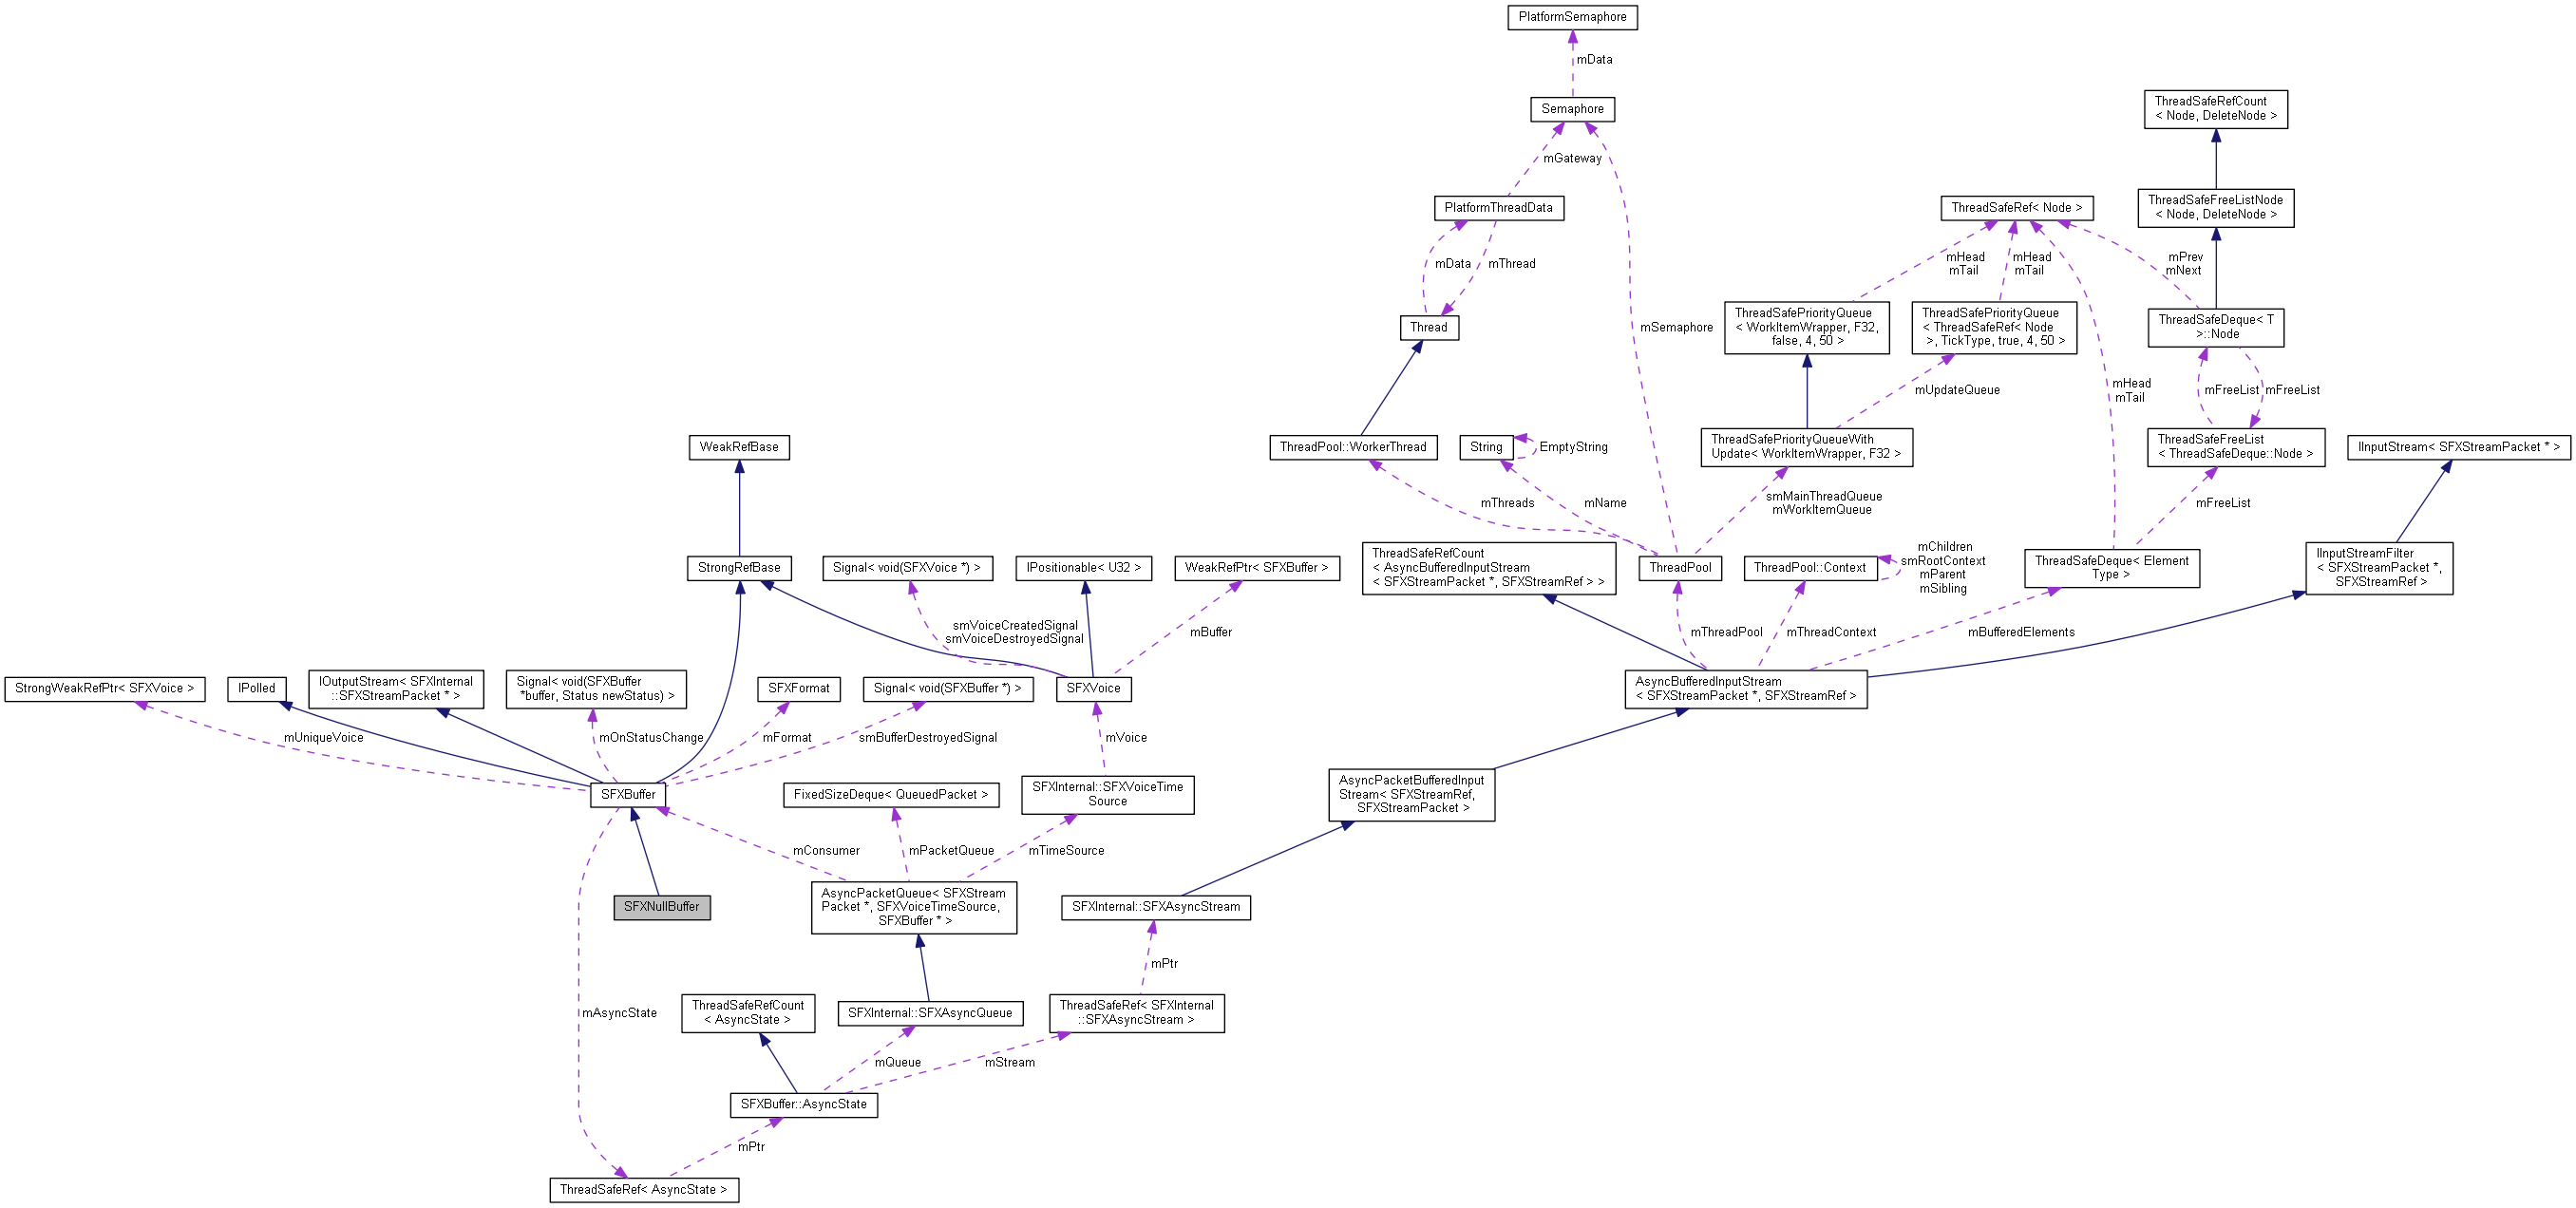 PlatformSemaphore
mData
Semaphore
ThreadSafeRefCount
< Node, DeleteNode >
mGateway
PlatformThreadData
ThreadSafeRef< Node >
ThreadSafeFreeListNode
< Node, DeleteNode >
mData
mThread
mHead
mTail
mHead
mTail
mPrev
mNext
Thread
mSemaphore
ThreadSafePriorityQueue
< WorkItemWrapper, F32,
false, 4, 50 >
ThreadSafePriorityQueue
< ThreadSafeRef< Node
>, TickType, true, 4, 50 >
ThreadSafeDeque< T
>::Node
mUpdateQueue
mHead
mTail
mFreeList
mFreeList
WeakRefBase
ThreadPool::WorkerThread
String
EmptyString
ThreadSafePriorityQueueWith
Update< WorkItemWrapper, F32 >
ThreadSafeFreeList
< ThreadSafeDeque::Node >
IInputStream< SFXStreamPacket * >
mThreads
mName
smMainThreadQueue
mWorkItemQueue
mFreeList
StrongRefBase
Signal< void(SFXVoice *) >
IPositionable< U32 >
WeakRefPtr< SFXBuffer >
ThreadSafeRefCount
< AsyncBufferedInputStream
< SFXStreamPacket *, SFXStreamRef > >
ThreadPool
ThreadPool::Context
mChildren
smRootContext
mParent
mSibling
ThreadSafeDeque< Element
Type >
IInputStreamFilter
< SFXStreamPacket *,
SFXStreamRef >
smVoiceCreatedSignal
smVoiceDestroyedSignal
mBuffer
mThreadPool
mThreadContext
mBufferedElements
StrongWeakRefPtr< SFXVoice >
IPolled
IOutputStream< SFXInternal
::SFXStreamPacket * >
Signal< void(SFXBuffer
*buffer, Status newStatus) >
SFXFormat
Signal< void(SFXBuffer *) >
SFXVoice
AsyncBufferedInputStream
< SFXStreamPacket *, SFXStreamRef >
mUniqueVoice
mOnStatusChange
mFormat
smBufferDestroyedSignal
mVoice
SFXBuffer
FixedSizeDeque< QueuedPacket >
SFXInternal::SFXVoiceTime
Source
AsyncPacketBufferedInput
Stream< SFXStreamRef,
SFXStreamPacket >
mConsumer
mPacketQueue
mTimeSource
SFXNullBuffer
AsyncPacketQueue< SFXStream
Packet *, SFXVoiceTimeSource,
SFXBuffer * >
SFXInternal::SFXAsyncStream
mPtr
mAsyncState
ThreadSafeRefCount
< AsyncState >
SFXInternal::SFXAsyncQueue
ThreadSafeRef< SFXInternal
::SFXAsyncStream >
mQueue
mStream
SFXBuffer::AsyncState
mPtr
ThreadSafeRef< AsyncState >